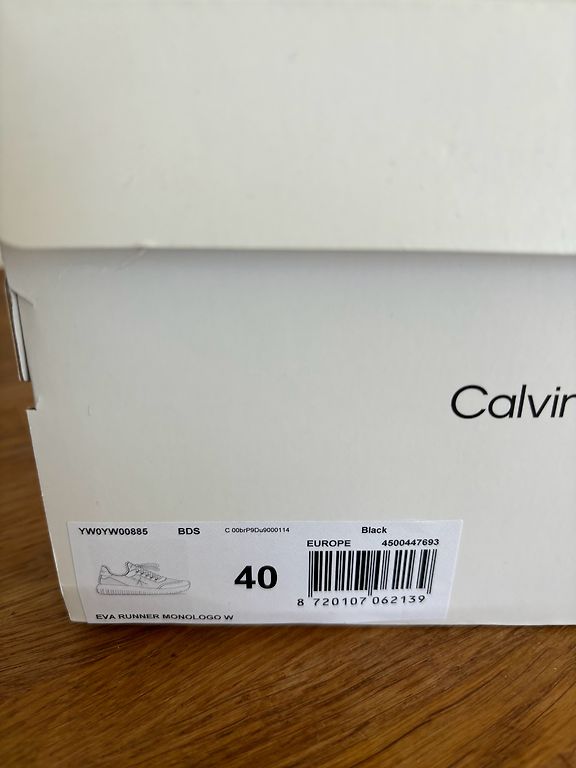 Calvin
YW0YW00885 BDS C 00brP9Du9000114 Black
EUROPE 4500447693
40
8 720107 062139
EVA RUNNER MONOLOGO W